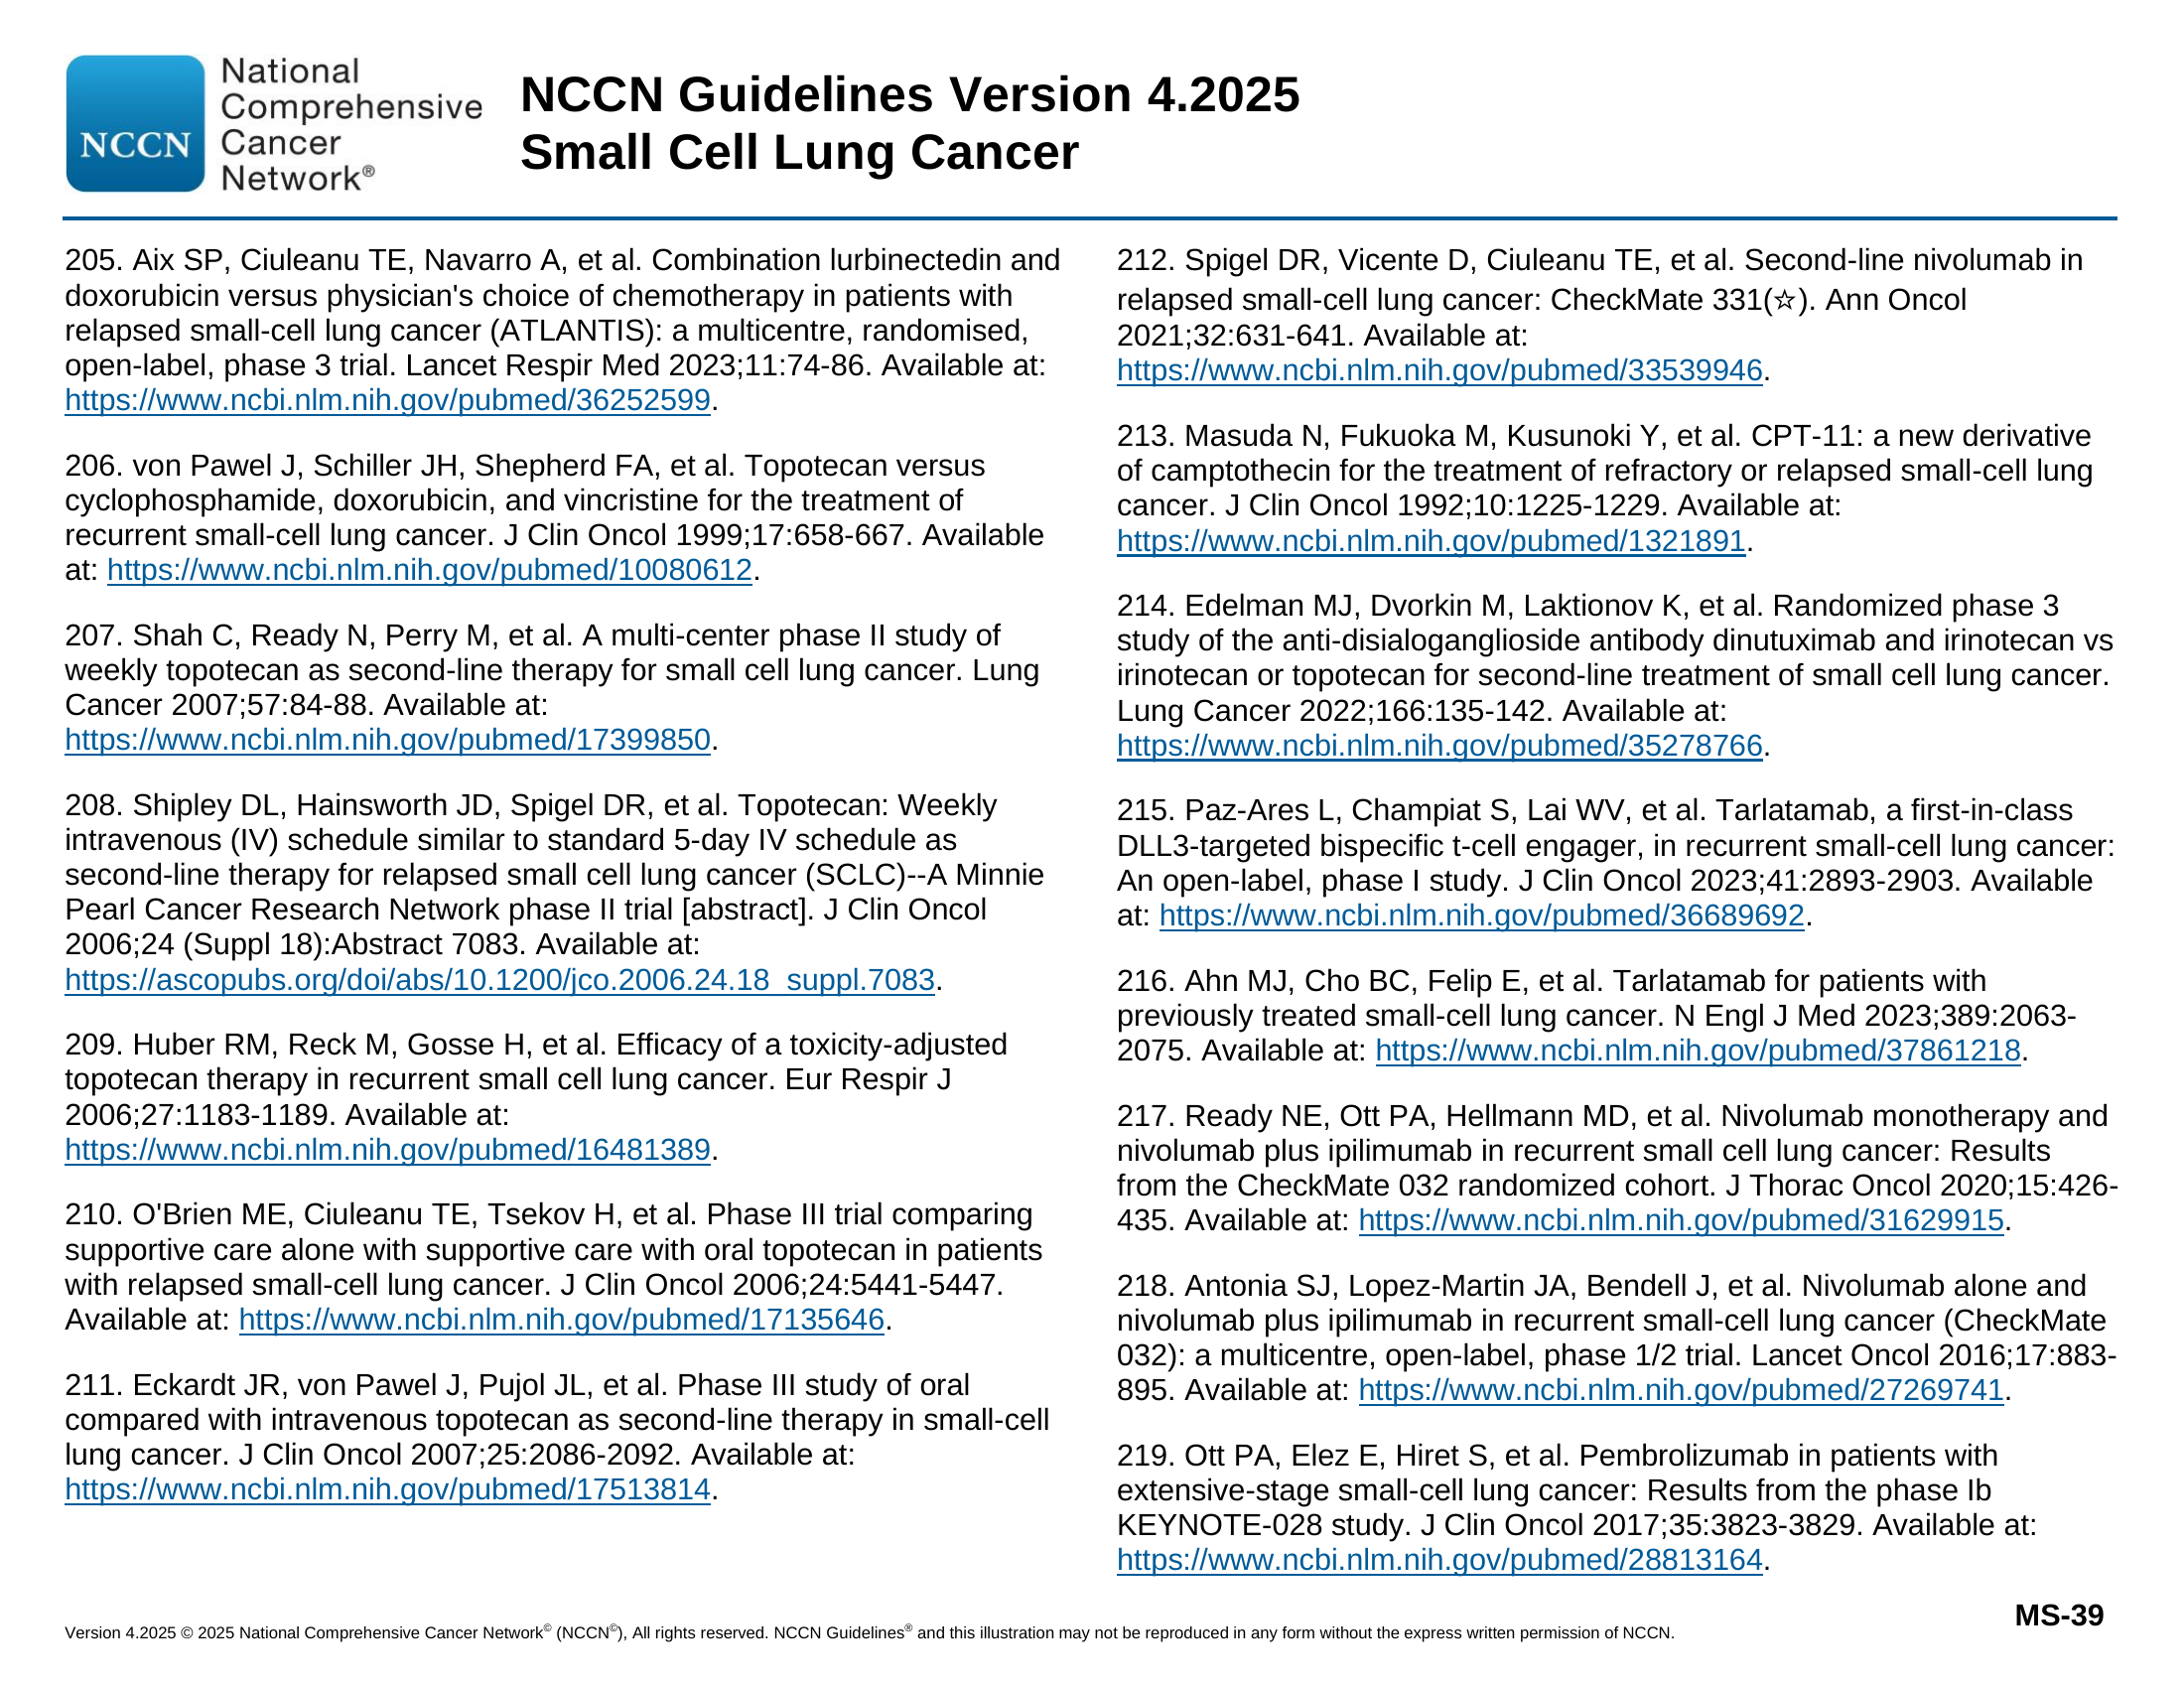 NCCN
National
Comprehensive
Cancer
Network®
NCCN Guidelines Version 4.2025
Small Cell Lung Cancer
205. Aix SP, Ciuleanu TE, Navarro A, et al. Combination lurbinectedin and
doxorubicin versus physician's choice of chemotherapy in patients with
relapsed small-cell lung cancer (ATLANTIS): a multicentre, randomised,
open-label, phase 3 trial. Lancet Respir Med 2023;11:74-86. Available at:
https://www.ncbi.nlm.nih.gov/pubmed/36252599.
206. von Pawel J, Schiller JH, Shepherd FA, et al. Topotecan versus
cyclophosphamide, doxorubicin, and vincristine for the treatment of
recurrent small-cell lung cancer. J Clin Oncol 1999;17:658-667. Available
at: https://www.ncbi.nlm.nih.gov/pubmed/10080612.
207. Shah C, Ready N, Perry M, et al. A multi-center phase II study of
weekly topotecan as second-line therapy for small cell lung cancer. Lung
Cancer 2007;57:84-88. Available at:
https://www.ncbi.nlm.nih.gov/pubmed/17399850.
208. Shipley DL, Hainsworth JD, Spigel DR, et al. Topotecan: Weekly
intravenous (IV) schedule similar to standard 5-day IV schedule as
second-line therapy for relapsed small cell lung cancer (SCLC)--A Minnie
Pearl Cancer Research Network phase II trial [abstract]. J Clin Oncol
2006;24 (Suppl 18):Abstract 7083. Available at:
https://ascopubs.org/doi/abs/10.1200/jco.2006.24.18_suppl.7083.
209. Huber RM, Reck M, Gosse H, et al. Efficacy of a toxicity-adjusted
topotecan therapy in recurrent small cell lung cancer. Eur Respir J
2006;27:1183-1189. Available at:
https://www.ncbi.nlm.nih.gov/pubmed/16481389.
210. O'Brien ME, Ciuleanu TE, Tsekov H, et al. Phase III trial comparing
supportive care alone with supportive care with oral topotecan in patients
with relapsed small-cell lung cancer. J Clin Oncol 2006;24:5441-5447.
Available at: https://www.ncbi.nlm.nih.gov/pubmed/17135646.
211. Eckardt JR, von Pawel J, Pujol JL, et al. Phase III study of oral
compared with intravenous topotecan as second-line therapy in small-cell
lung cancer. J Clin Oncol 2007;25:2086-2092. Available at:
https://www.ncbi.nlm.nih.gov/pubmed/17513814.
212. Spigel DR, Vicente D, Ciuleanu TE, et al. Second-line nivolumab in
relapsed small-cell lung cancer: CheckMate 331(☆). Ann Oncol
2021;32:631-641. Available at:
https://www.ncbi.nlm.nih.gov/pubmed/33539946.
213. Masuda N, Fukuoka M, Kusunoki Y, et al. CPT-11: a new derivative
of camptothecin for the treatment of refractory or relapsed small-cell lung
cancer. J Clin Oncol 1992;10:1225-1229. Available at:
https://www.ncbi.nlm.nih.gov/pubmed/1321891.
214. Edelman MJ, Dvorkin M, Laktionov K, et al. Randomized phase 3
study of the anti-disialoganglioside antibody dinutuximab and irinotecan vs
irinotecan or topotecan for second-line treatment of small cell lung cancer.
Lung Cancer 2022;166:135-142. Available at:
https://www.ncbi.nlm.nih.gov/pubmed/35278766.
215. Paz-Ares L, Champiat S, Lai WV, et al. Tarlatamab, a first-in-class
DLL3-targeted bispecific t-cell engager, in recurrent small-cell lung cancer:
An open-label, phase I study. J Clin Oncol 2023;41:2893-2903. Available
at: https://www.ncbi.nlm.nih.gov/pubmed/36689692.
216. Ahn MJ, Cho BC, Felip E, et al. Tarlatamab for patients with
previously treated small-cell lung cancer. N Engl J Med 2023;389:2063-
2075. Available at: https://www.ncbi.nlm.nih.gov/pubmed/37861218.
217. Ready NE, Ott PA, Hellmann MD, et al. Nivolumab monotherapy and
nivolumab plus ipilimumab in recurrent small cell lung cancer: Results
from the CheckMate 032 randomized cohort. J Thorac Oncol 2020;15:426-
435. Available at: https://www.ncbi.nlm.nih.gov/pubmed/31629915.
218. Antonia SJ, Lopez-Martin JA, Bendell J, et al. Nivolumab alone and
nivolumab plus ipilimumab in recurrent small-cell lung cancer (CheckMate
032): a multicentre, open-label, phase 1/2 trial. Lancet Oncol 2016;17:883-
895. Available at: https://www.ncbi.nlm.nih.gov/pubmed/27269741.
219. Ott PA, Elez E, Hiret S, et al. Pembrolizumab in patients with
extensive-stage small-cell lung cancer: Results from the phase Ib
KEYNOTE-028 study. J Clin Oncol 2017;35:3823-3829. Available at:
https://www.ncbi.nlm.nih.gov/pubmed/28813164.
MS-39
Version 4.2025 © 2025 National Comprehensive Cancer Network© (NCCN©), All rights reserved. NCCN Guidelines® and this illustration may not be reproduced in any form without the express written permission of NCCN.